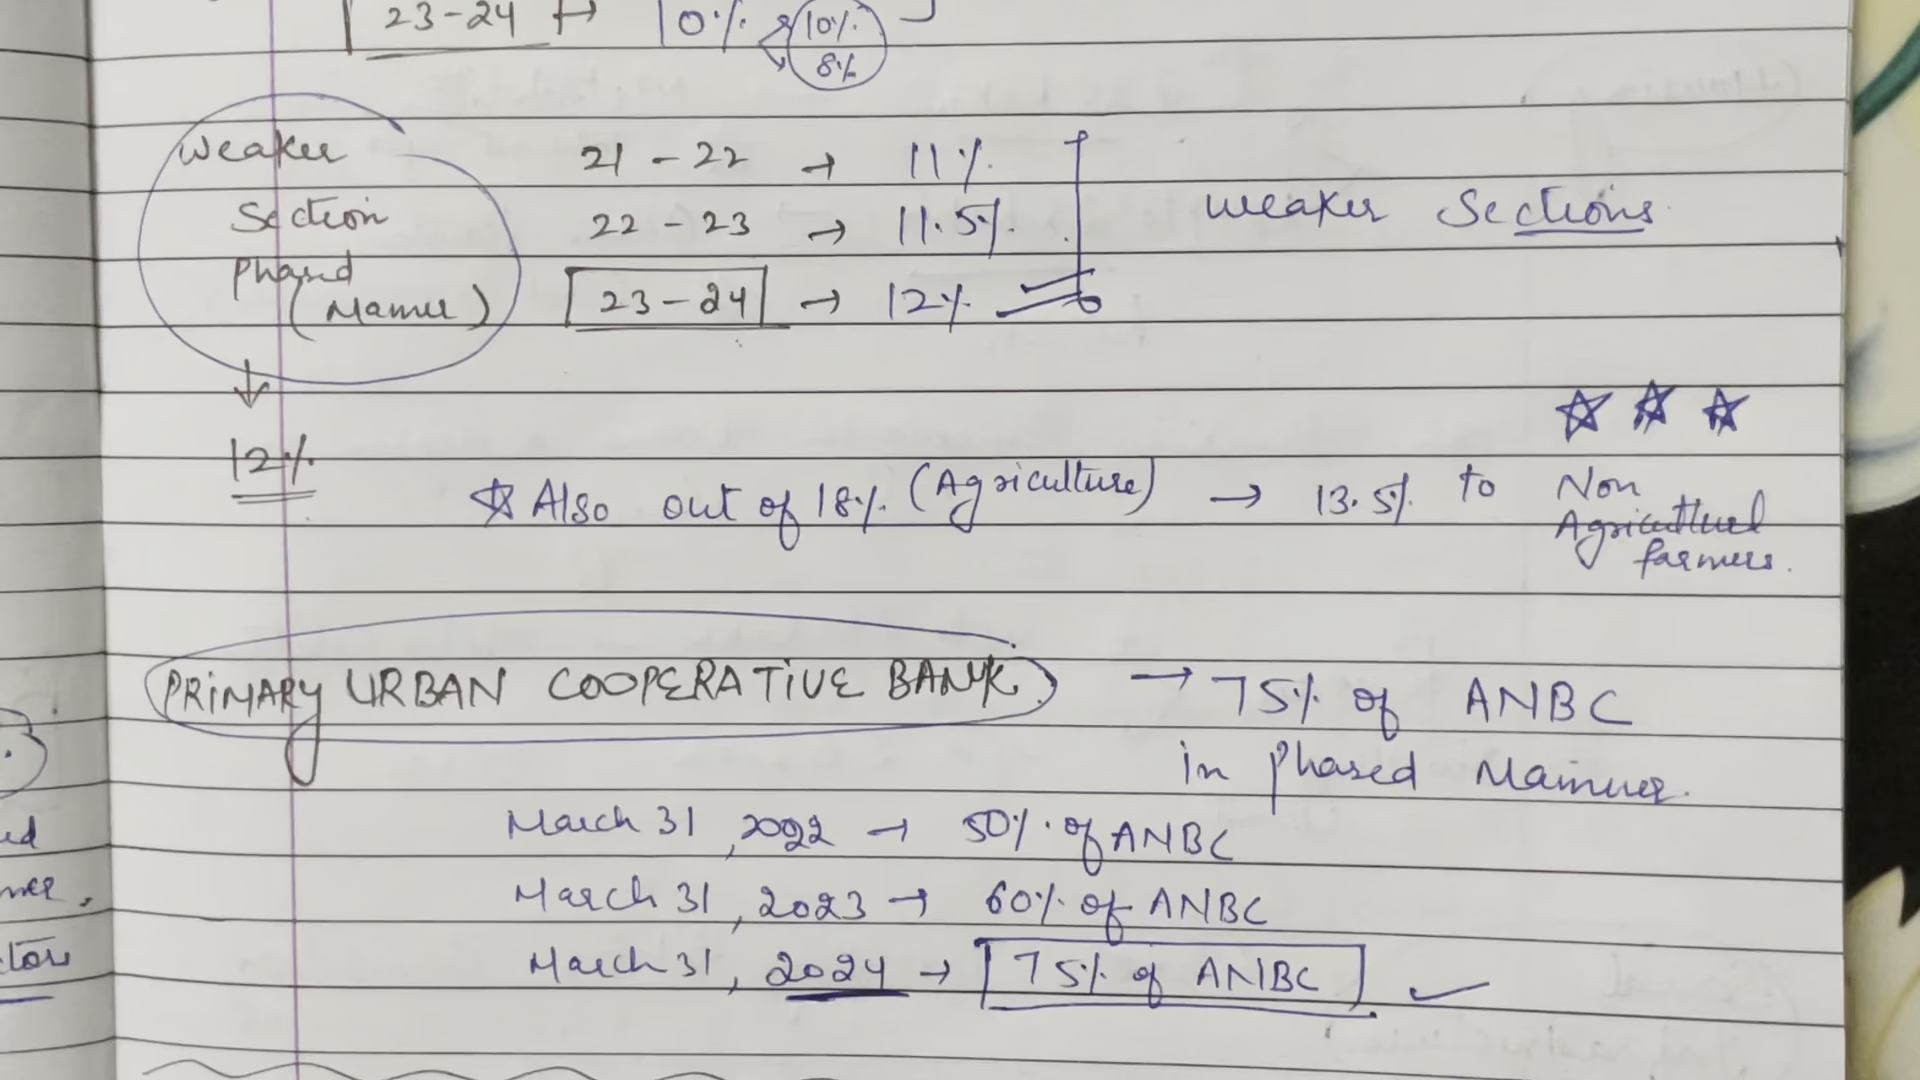 23-24 → 10% 10%
8%
Weaker 21 - 22 → 11%
Section 22 - 23 → 11.5% Weaker Sections
Phased
(Manner) 23-24 → 12%
↓
12%
☆ Also out of 18% (Agriculture) → 13.5% to Non
Agricultural
farmers.
PRIMARY URBAN COOPERATIVE BANK → 75% of ANBC
in Phased Manner.
March 31, 2022 → 50% of ANBC
March 31, 2023 → 60% of ANBC
March 31, 2024 → 75% of ANBC